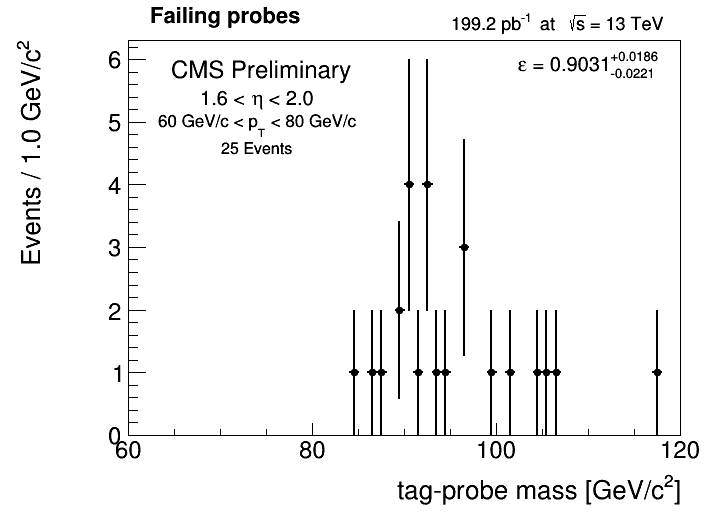 Failing probes
199.2 pb⁻¹ at √s = 13 TeV
CMS Preliminary
ε = 0.9031 +0.0186 -0.0221
1.6 < η < 2.0
60 GeV/c < p_T < 80 GeV/c
25 Events
Events / 1.0 GeV/c²
6
5
4
3
2
1
0
60 80 100 120
tag-probe mass [GeV/c²]